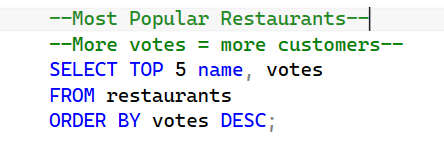 --Most Popular Restaurants--
--More votes = more customers--
SELECT TOP 5 name, votes
FROM restaurants
ORDER BY votes DESC;